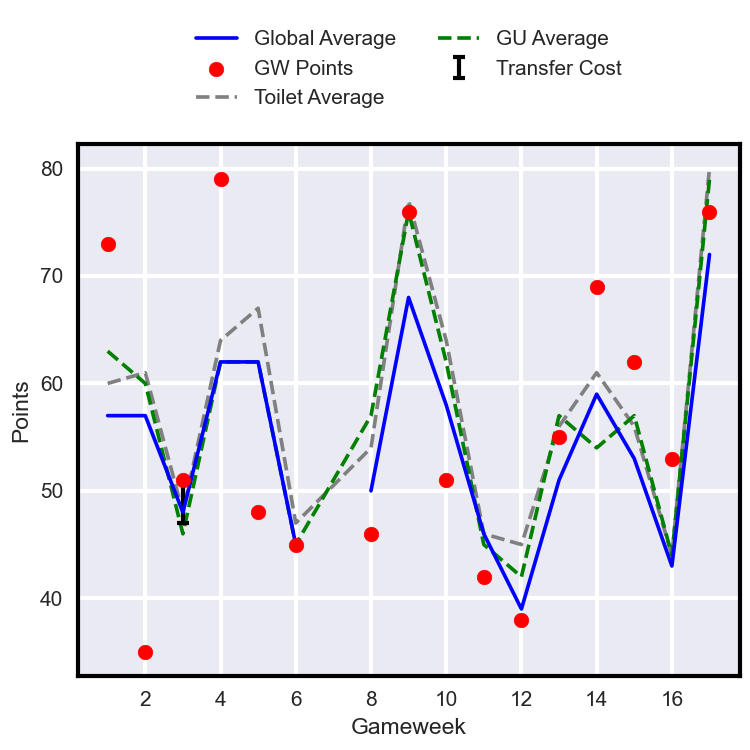 Global Average
GW Points
Toilet Average
GU Average
Transfer Cost
80
70
60
50
40
Points
2 4 6 8 10 12 14 16
Gameweek